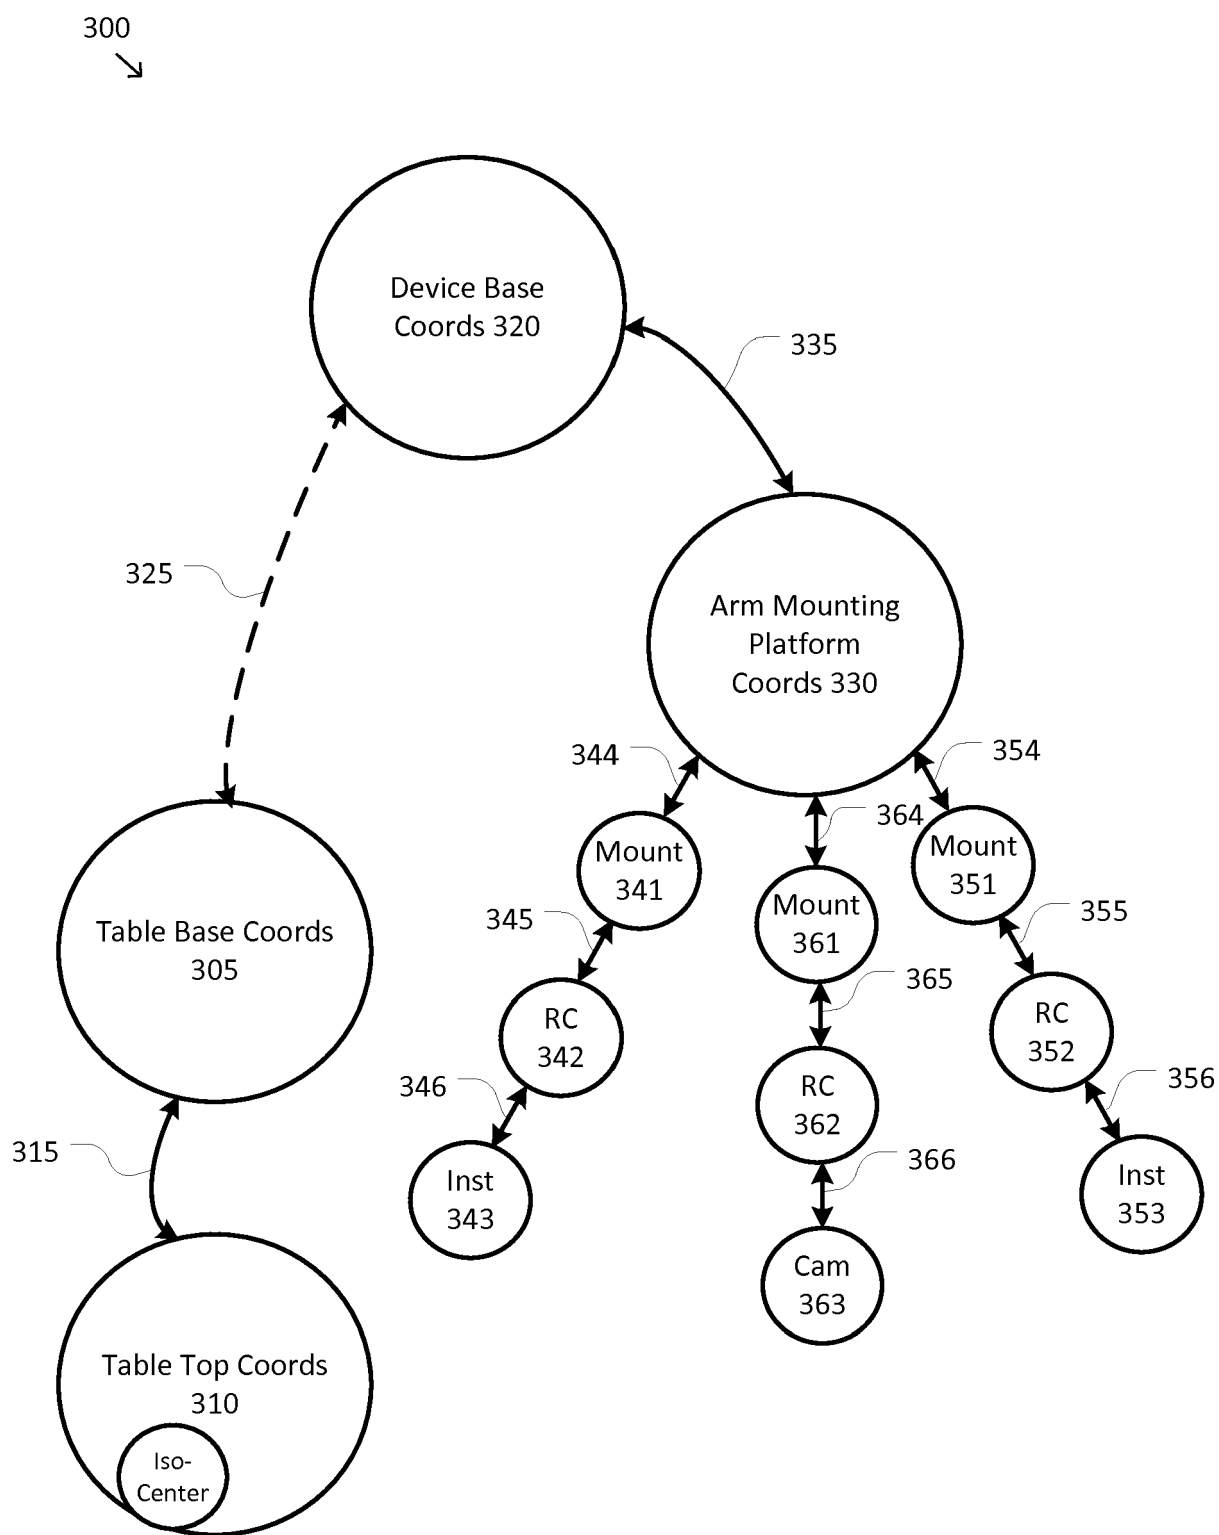 300
Device Base
Coords 320
335
325
Arm Mounting
Platform
Coords 330
344
354
364
Mount
341
Mount
361
Mount
351
345
355
365
Table Base Coords
305
RC
342
RC
352
346
RC
362
356
315
366
Inst
343
Inst
353
Cam
363
Table Top Coords
310
Iso-
Center